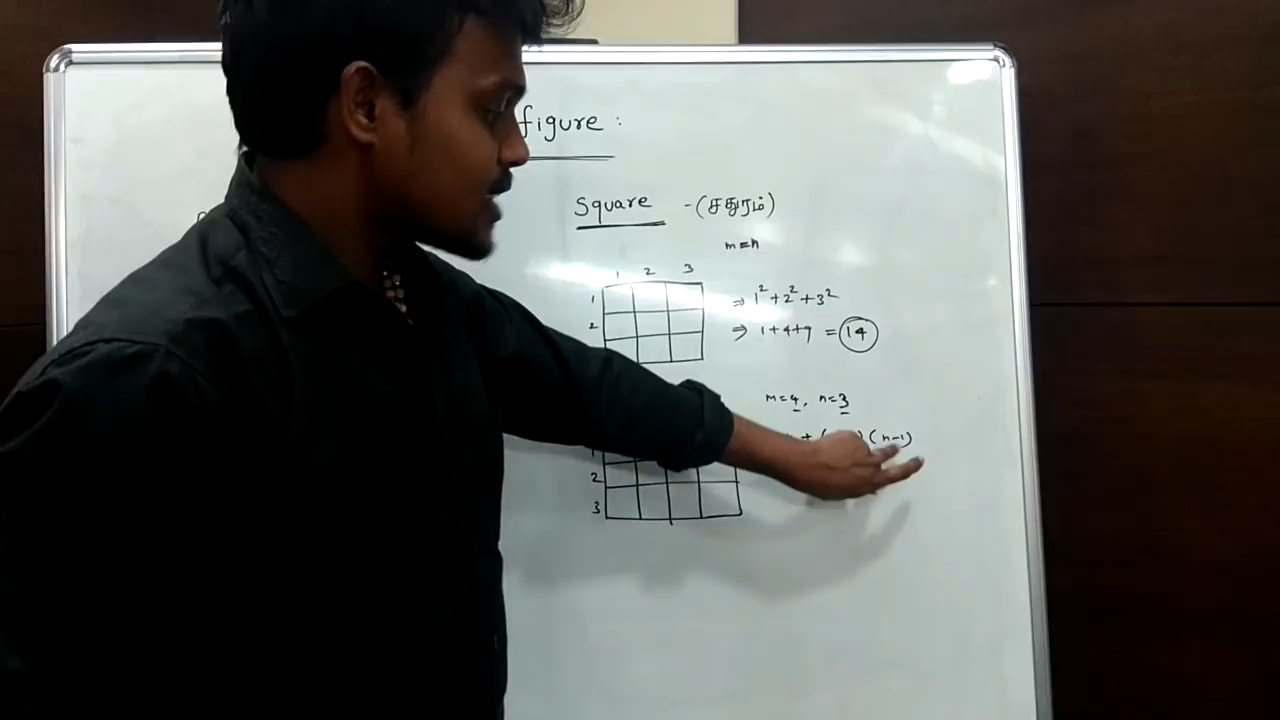 figure :
Square - (சதுரம்)
m=n
1 2 3
1
⇒ 1²+2²+3²
2
⇒ 1+4+9 = 14
m=4, n=3
+ ( ) (n-1)
2
3